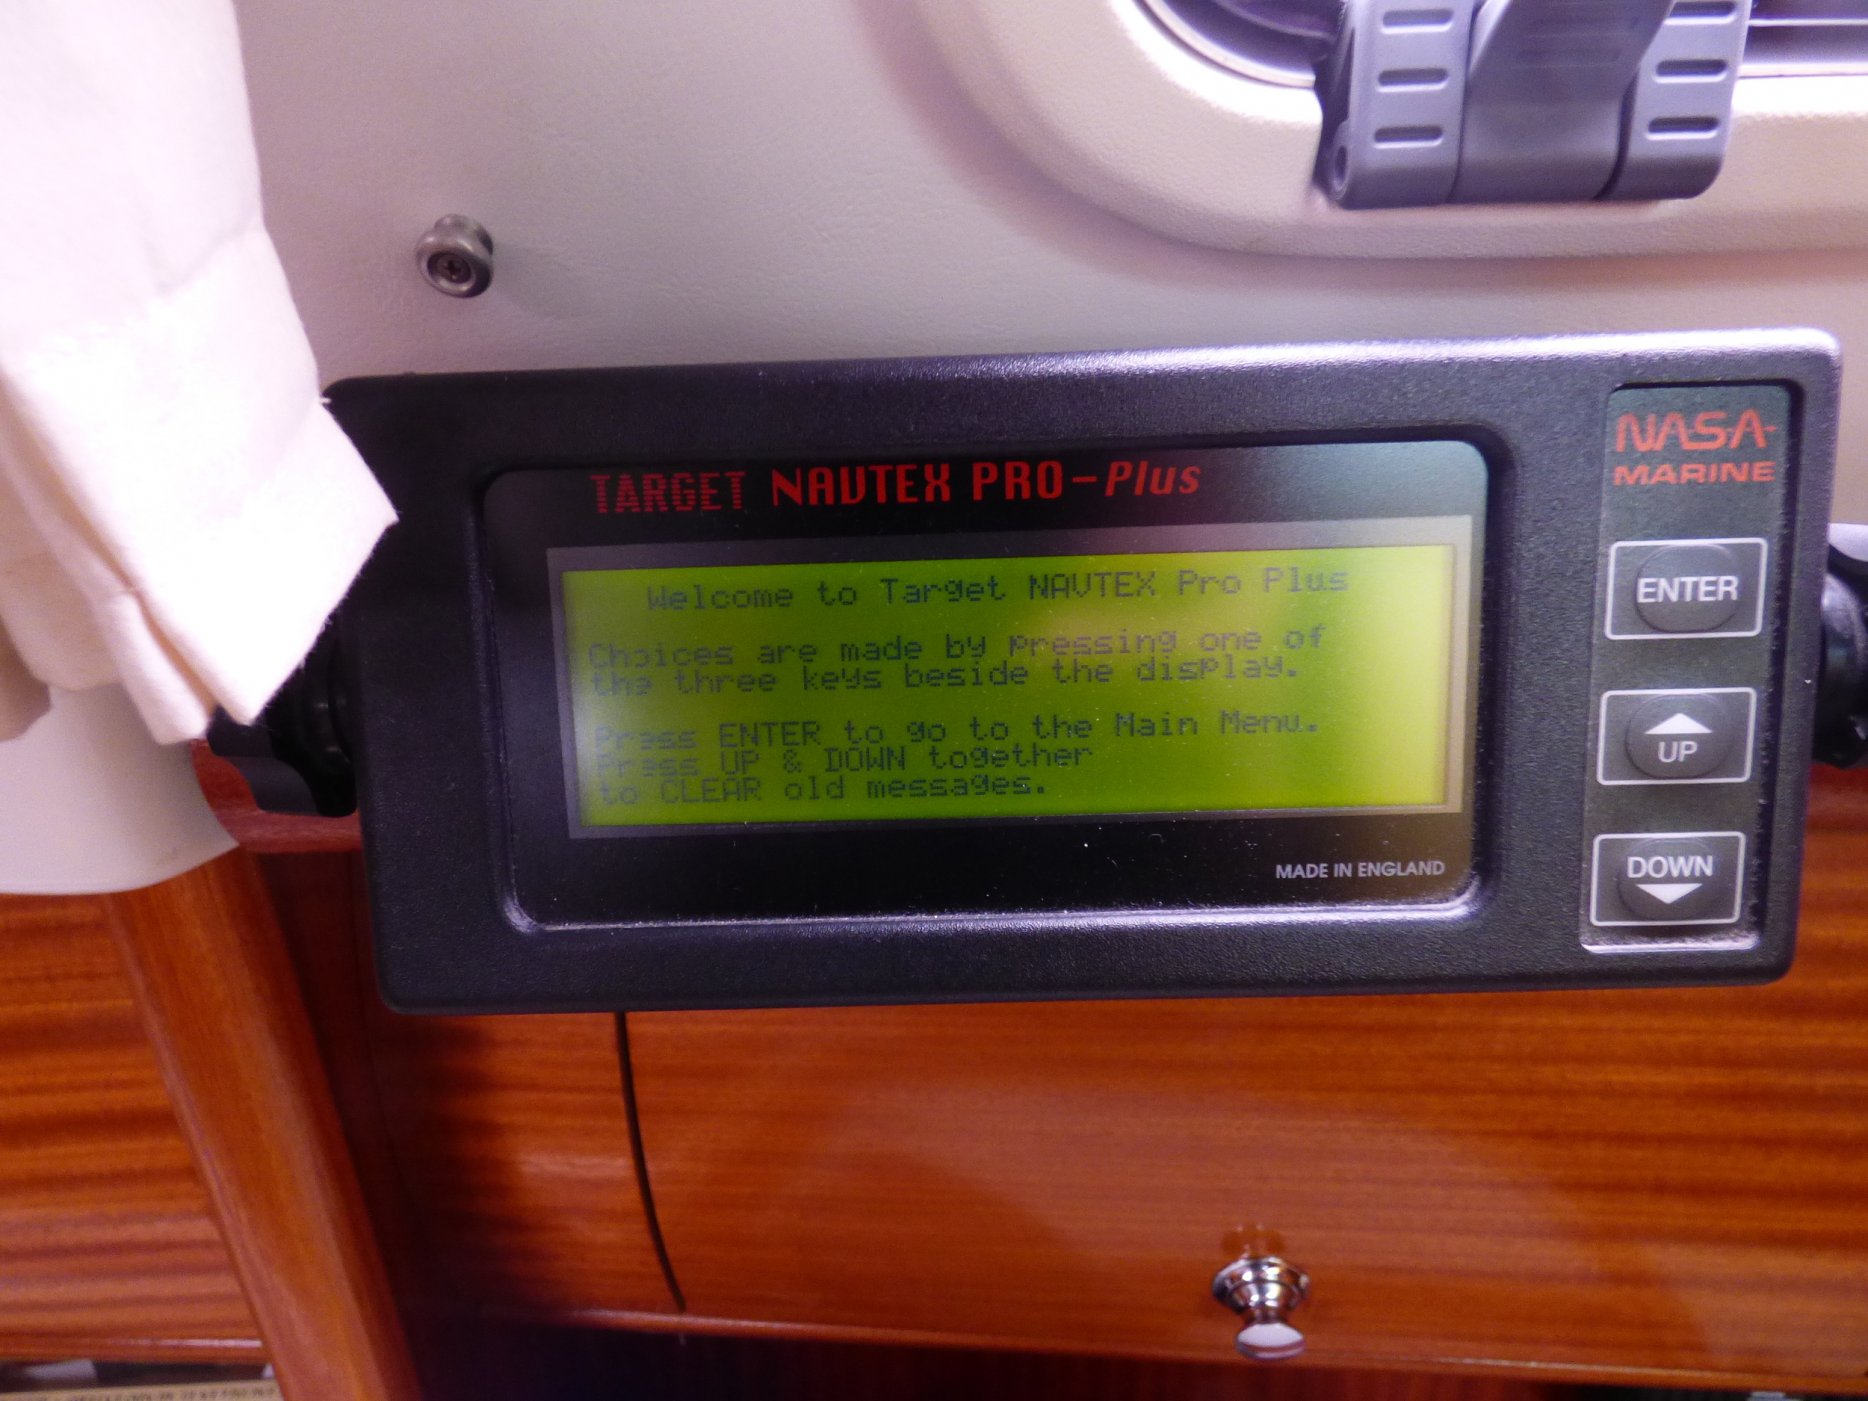 NASA
MARINE
TARGET NAVTEX PRO-Plus
Welcome to Target NAVTEX Pro Plus
Choices are made by pressing one of
the three keys beside the display.
Press ENTER to go to the Main Menu.
Press UP & DOWN together
to CLEAR old messages.
MADE IN ENGLAND
ENTER
UP
DOWN